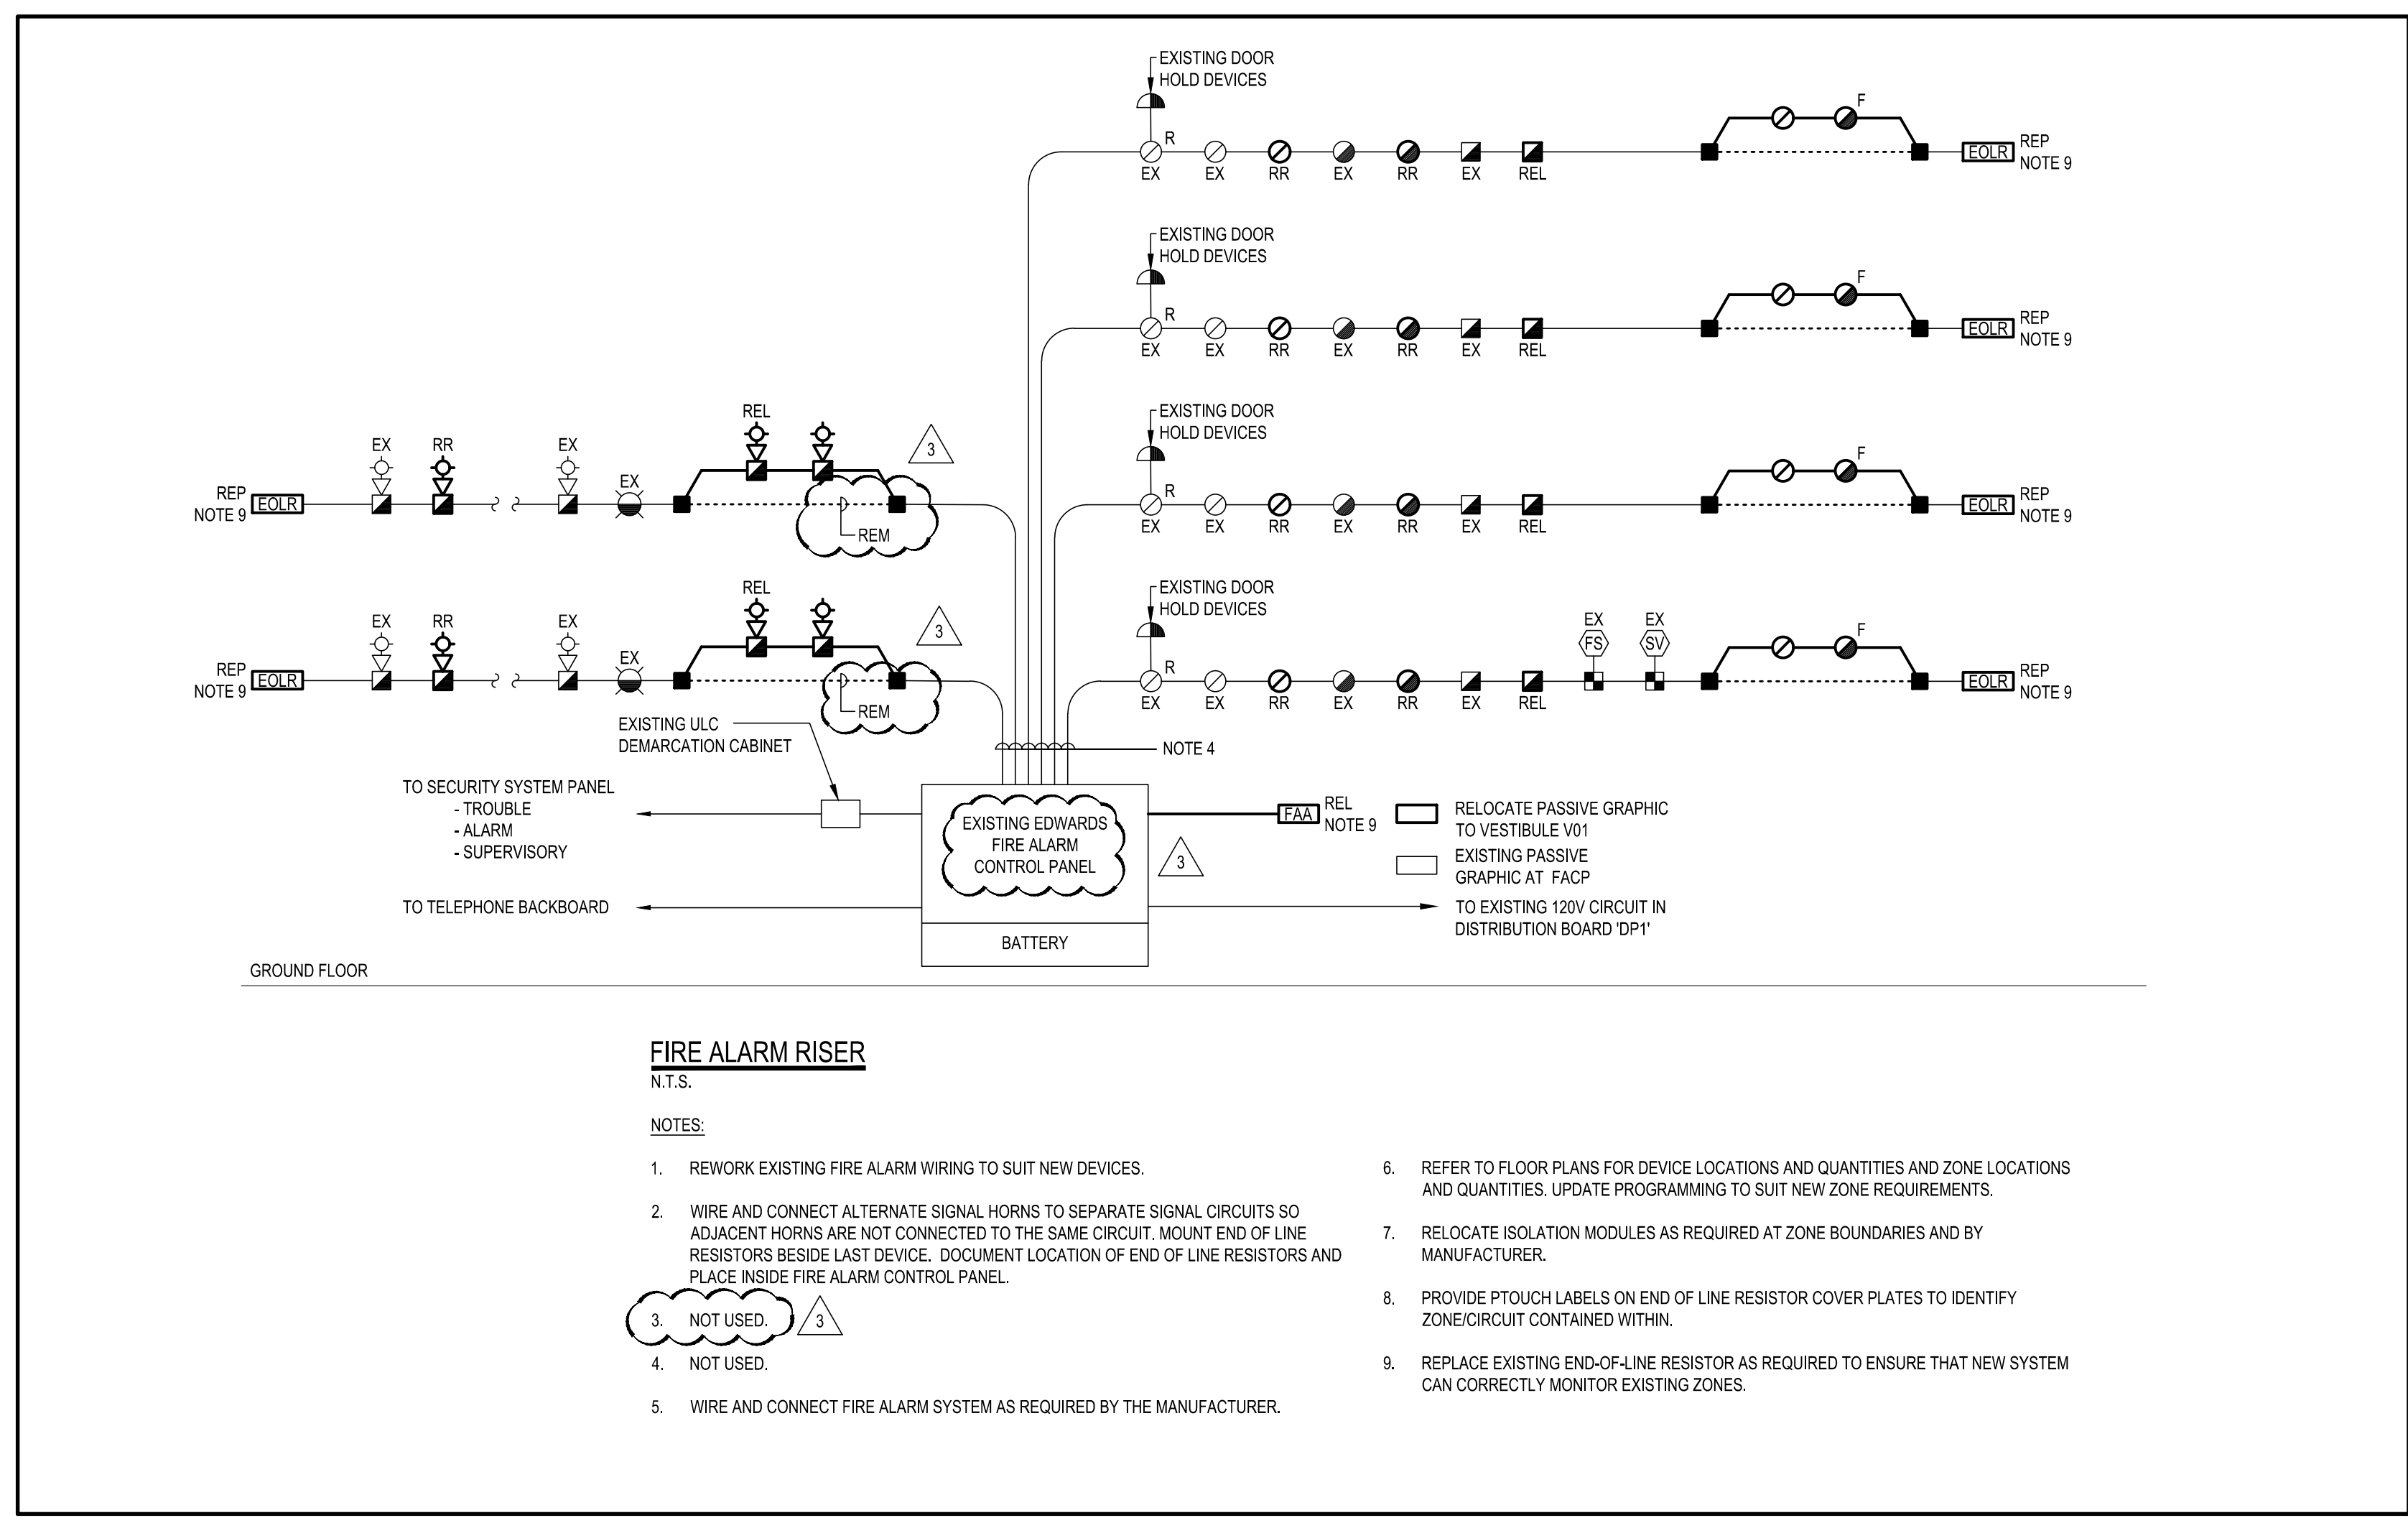 EXISTING DOOR
HOLD DEVICES
R
EX
EX
RR
EX
RR
EX
REL
F
EOLR
REP
NOTE 9
EXISTING DOOR
HOLD DEVICES
R
EX
EX
RR
EX
RR
EX
REL
F
EOLR
REP
NOTE 9
REP
NOTE 9
EOLR
EX
RR
EX
EX
REL
3
REM
EXISTING DOOR
HOLD DEVICES
R
EX
EX
RR
EX
RR
EX
REL
F
EOLR
REP
NOTE 9
REP
NOTE 9
EOLR
EX
RR
EX
EX
REL
3
REM
EXISTING DOOR
HOLD DEVICES
R
EX
EX
RR
EX
RR
EX
REL
EX
FS
EX
SV
F
EOLR
REP
NOTE 9
EXISTING ULC
DEMARCATION CABINET
NOTE 4
TO SECURITY SYSTEM PANEL
- TROUBLE
- ALARM
- SUPERVISORY
EXISTING EDWARDS
FIRE ALARM
CONTROL PANEL
3
FAA
REL
NOTE 9
RELOCATE PASSIVE GRAPHIC
TO VESTIBULE V01
EXISTING PASSIVE
GRAPHIC AT FACP
TO TELEPHONE BACKBOARD
TO EXISTING 120V CIRCUIT IN
DISTRIBUTION BOARD 'DP1'
BATTERY
GROUND FLOOR
FIRE ALARM RISER
N.T.S.
NOTES:
1. REWORK EXISTING FIRE ALARM WIRING TO SUIT NEW DEVICES.
2. WIRE AND CONNECT ALTERNATE SIGNAL HORNS TO SEPARATE SIGNAL CIRCUITS SO
ADJACENT HORNS ARE NOT CONNECTED TO THE SAME CIRCUIT. MOUNT END OF LINE
RESISTORS BESIDE LAST DEVICE. DOCUMENT LOCATION OF END OF LINE RESISTORS AND
PLACE INSIDE FIRE ALARM CONTROL PANEL.
3. NOT USED.
3
4. NOT USED.
5. WIRE AND CONNECT FIRE ALARM SYSTEM AS REQUIRED BY THE MANUFACTURER.
6. REFER TO FLOOR PLANS FOR DEVICE LOCATIONS AND QUANTITIES AND ZONE LOCATIONS
AND QUANTITIES. UPDATE PROGRAMMING TO SUIT NEW ZONE REQUIREMENTS.
7. RELOCATE ISOLATION MODULES AS REQUIRED AT ZONE BOUNDARIES AND BY
MANUFACTURER.
8. PROVIDE PTOUCH LABELS ON END OF LINE RESISTOR COVER PLATES TO IDENTIFY
ZONE/CIRCUIT CONTAINED WITHIN.
9. REPLACE EXISTING END-OF-LINE RESISTOR AS REQUIRED TO ENSURE THAT NEW SYSTEM
CAN CORRECTLY MONITOR EXISTING ZONES.